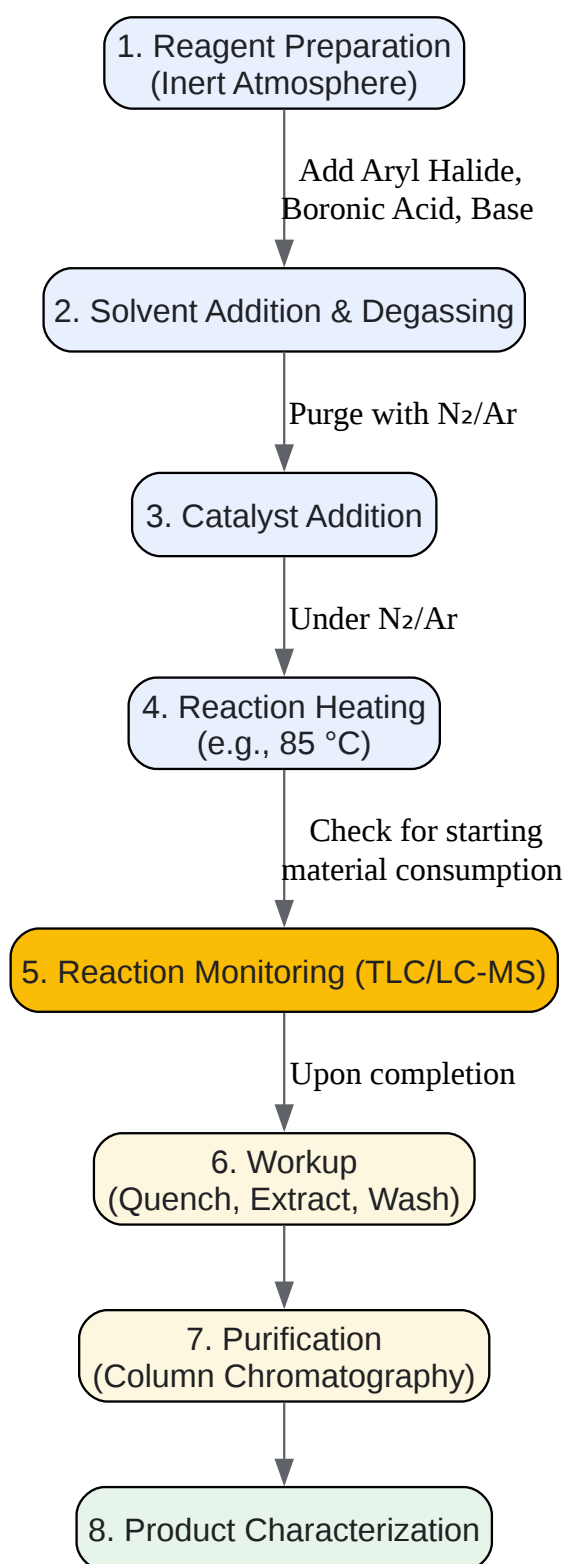 1. Reagent Preparation
(Inert Atmosphere)
Add Aryl Halide,
Boronic Acid, Base
2. Solvent Addition & Degassing
Purge with N₂/Ar
3. Catalyst Addition
Under N₂/Ar
4. Reaction Heating
(e.g., 85 °C)
Check for starting
material consumption
5. Reaction Monitoring (TLC/LC-MS)
Upon completion
6. Workup
(Quench, Extract, Wash)
7. Purification
(Column Chromatography)
8. Product Characterization